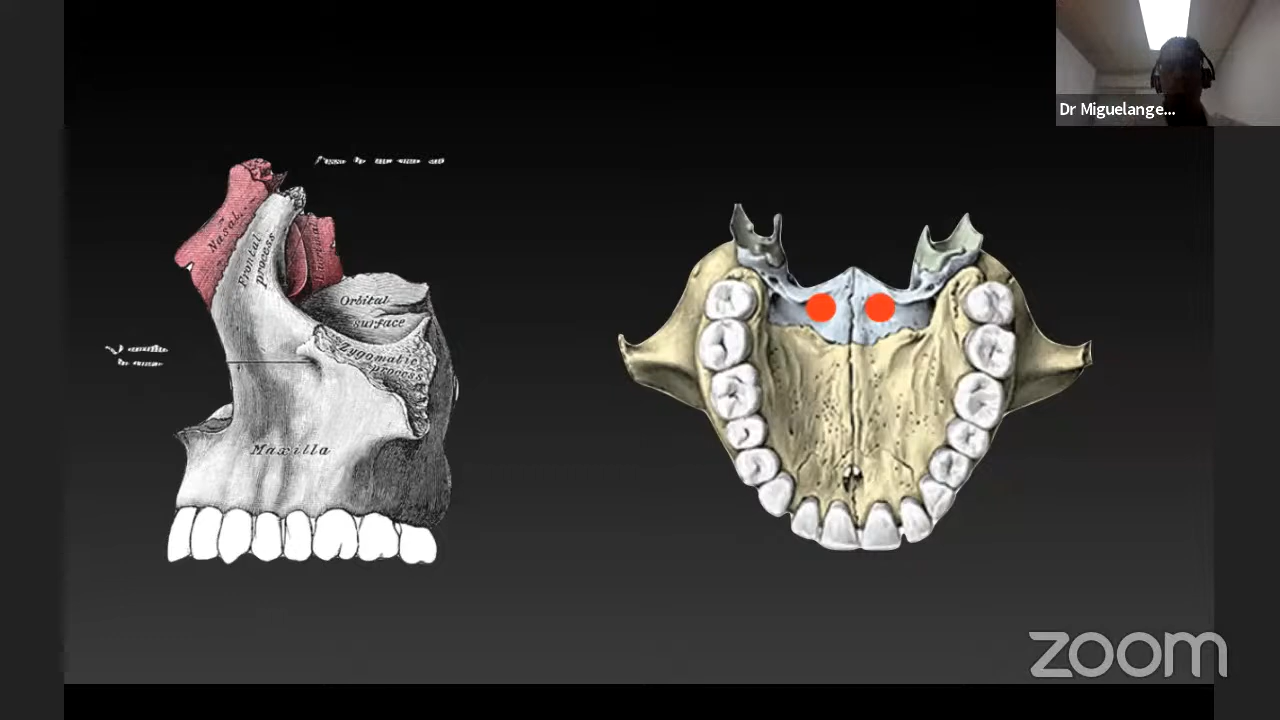 Dr Miguelange...
Nasal
Frontal
process
Orbital
surface
Zygomatic
process
Maxilla
zoom